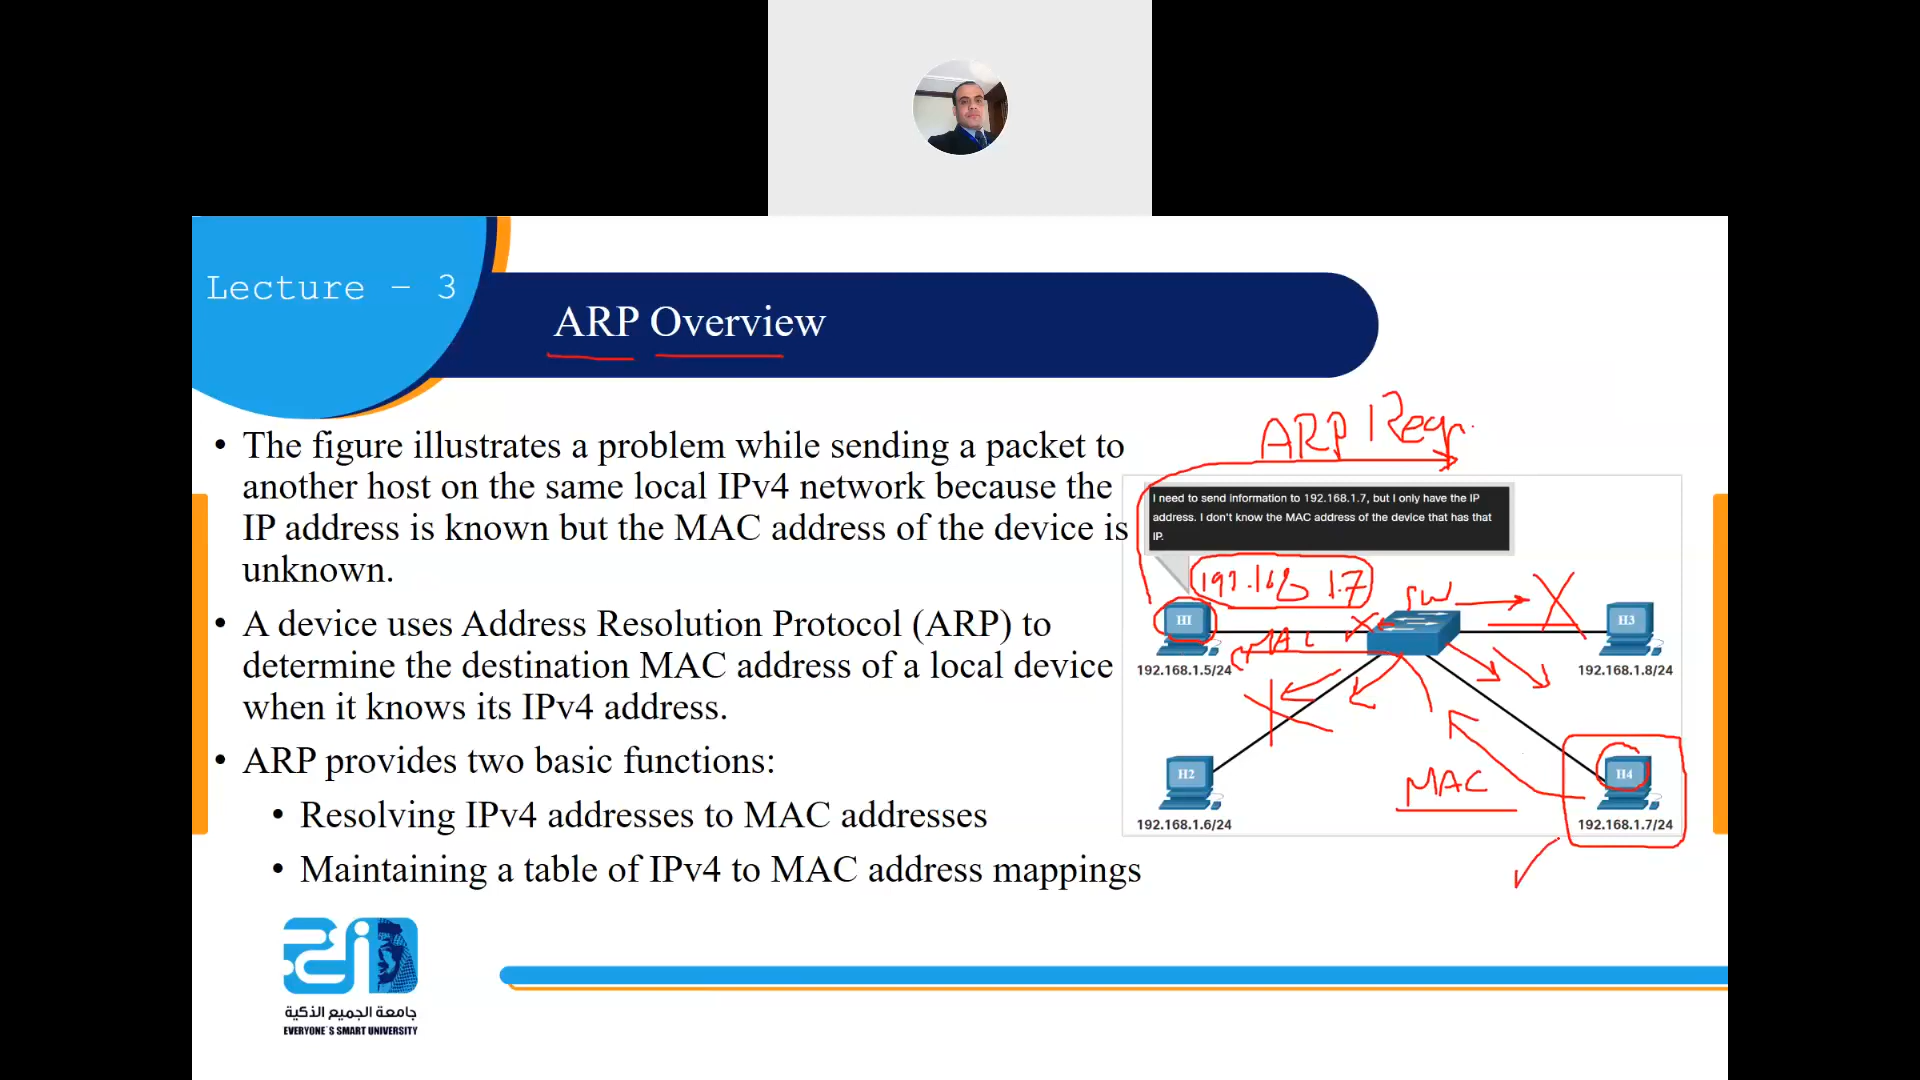 Lecture – 3
ARP Overview
• The figure illustrates a problem while sending a packet to
another host on the same local IPv4 network because the
IP address is known but the MAC address of the device is
unknown.
• A device uses Address Resolution Protocol (ARP) to
determine the destination MAC address of a local device
when it knows its IPv4 address.
• ARP provides two basic functions:
• Resolving IPv4 addresses to MAC addresses
• Maintaining a table of IPv4 to MAC address mappings
ARP Requ.
I need to send information to 192.168.1.7, but I only have the IP
address. I don't know the MAC address of the device that has that
IP.
192.168 1.7
SW
H1
H3
MAC
192.168.1.5/24
192.168.1.8/24
H2
H4
MAC
192.168.1.6/24
192.168.1.7/24
جامعة الجميع الذكية
EVERYONE'S SMART UNIVERSITY